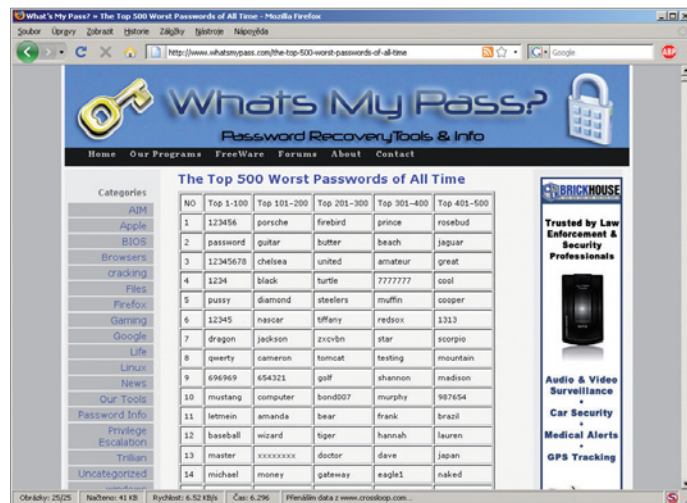 What's My Pass? » The Top 500 Worst Passwords of All Time - Mozilla Firefox
Soubor Úpravy Zobrazit Historie Záložky Nástroje Nápověda
http://www.whatsmypass.com/the-top-500-worst-passwords-of-all-time
Google
ABP
Whats My Pass?
Password Recovery Tools & Info
Home Our Programs FreeWare Forums About Contact
The Top 500 Worst Passwords of All Time
Categories
AIM
Apple
BIOS
Browsers
cracking
Files
Firefox
Gaming
Google
Life
Linux
News
Our Tools
Password Info
Privilege
Escalation
Trillian
Uncategorized
windows
NO Top 1-100 Top 101-200 Top 201-300 Top 301-400 Top 401-500
1 123456 porsche firebird prince rosebud
2 password guitar butter beach jaguar
3 12345678 chelsea united amateur great
4 1234 black turtle 7777777 cool
5 pussy diamond steelers muffin cooper
6 12345 nascar tiffany redsox 1313
7 dragon jackson zxcvbn star scorpio
8 qwerty cameron tomcat testing mountain
9 696969 654321 golf shannon madison
10 mustang computer bond007 murphy 987654
11 letmein amanda bear frank brazil
12 baseball wizard tiger hannah lauren
13 master xxxxxxxx doctor dave japan
14 michael money gateway eagle1 naked
BRICKHOUSE
Trusted by Law
Enforcement &
Security
Professionals
Audio & Video
Surveillance
Car Security
Medical Alerts
GPS Tracking
Obrázky: 25/25 Načteno: 41 KB Rychlost: 6.52 KB/s Čas: 6.296 Přenáším data z www.crossloop.com...